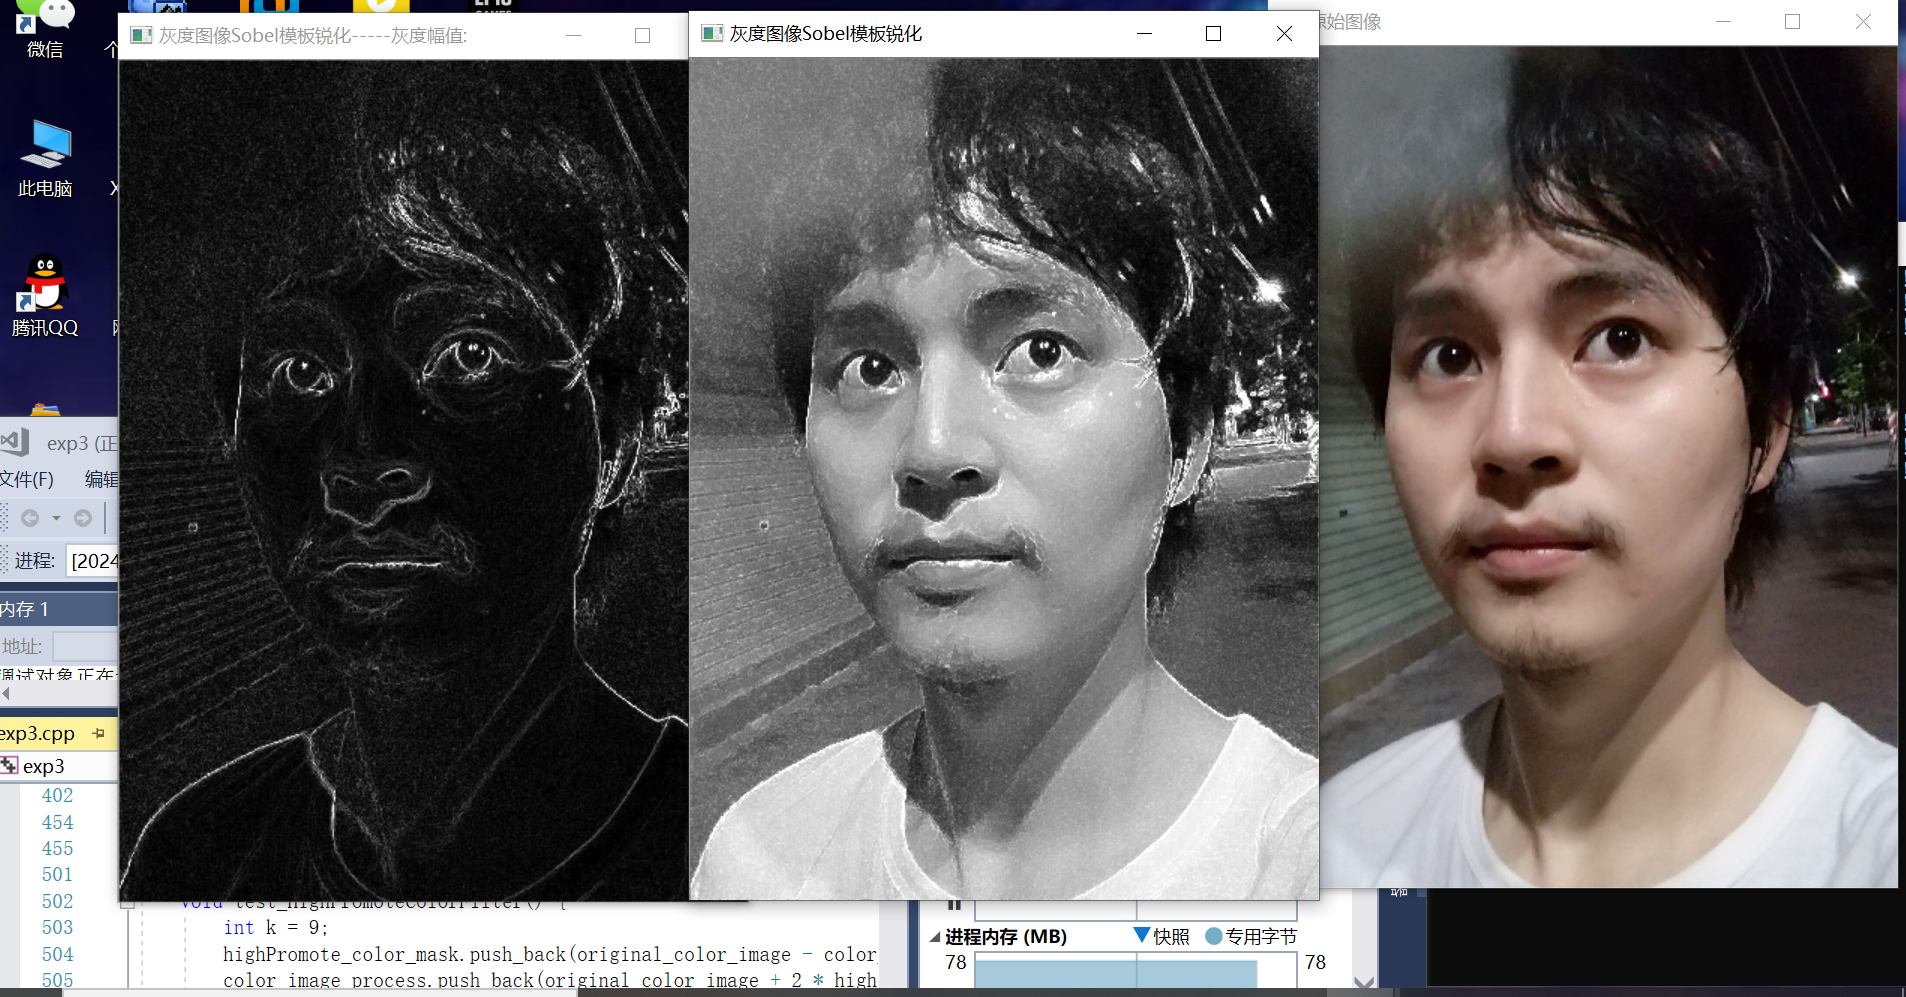 微信
个
EPIC
GAMES
此电脑
X
腾讯QQ
灰度图像Sobel模板锐化-----灰度幅值:
灰度图像Sobel模板锐化
始图像
exp3 (正
文件(F) 编辑
进程: [2024
内存 1
地址:
调试对象正在
exp3.cpp
exp3
402
454
455
501
502 void test_highPromoteColorFilter() {
503 int k = 9;
504 highPromote_color_mask.push_back(original_color_image - color_
505 color_image_process.push_back(original_color_image + 2 * high
进程内存 (MB) 快照 专用字节
78 78